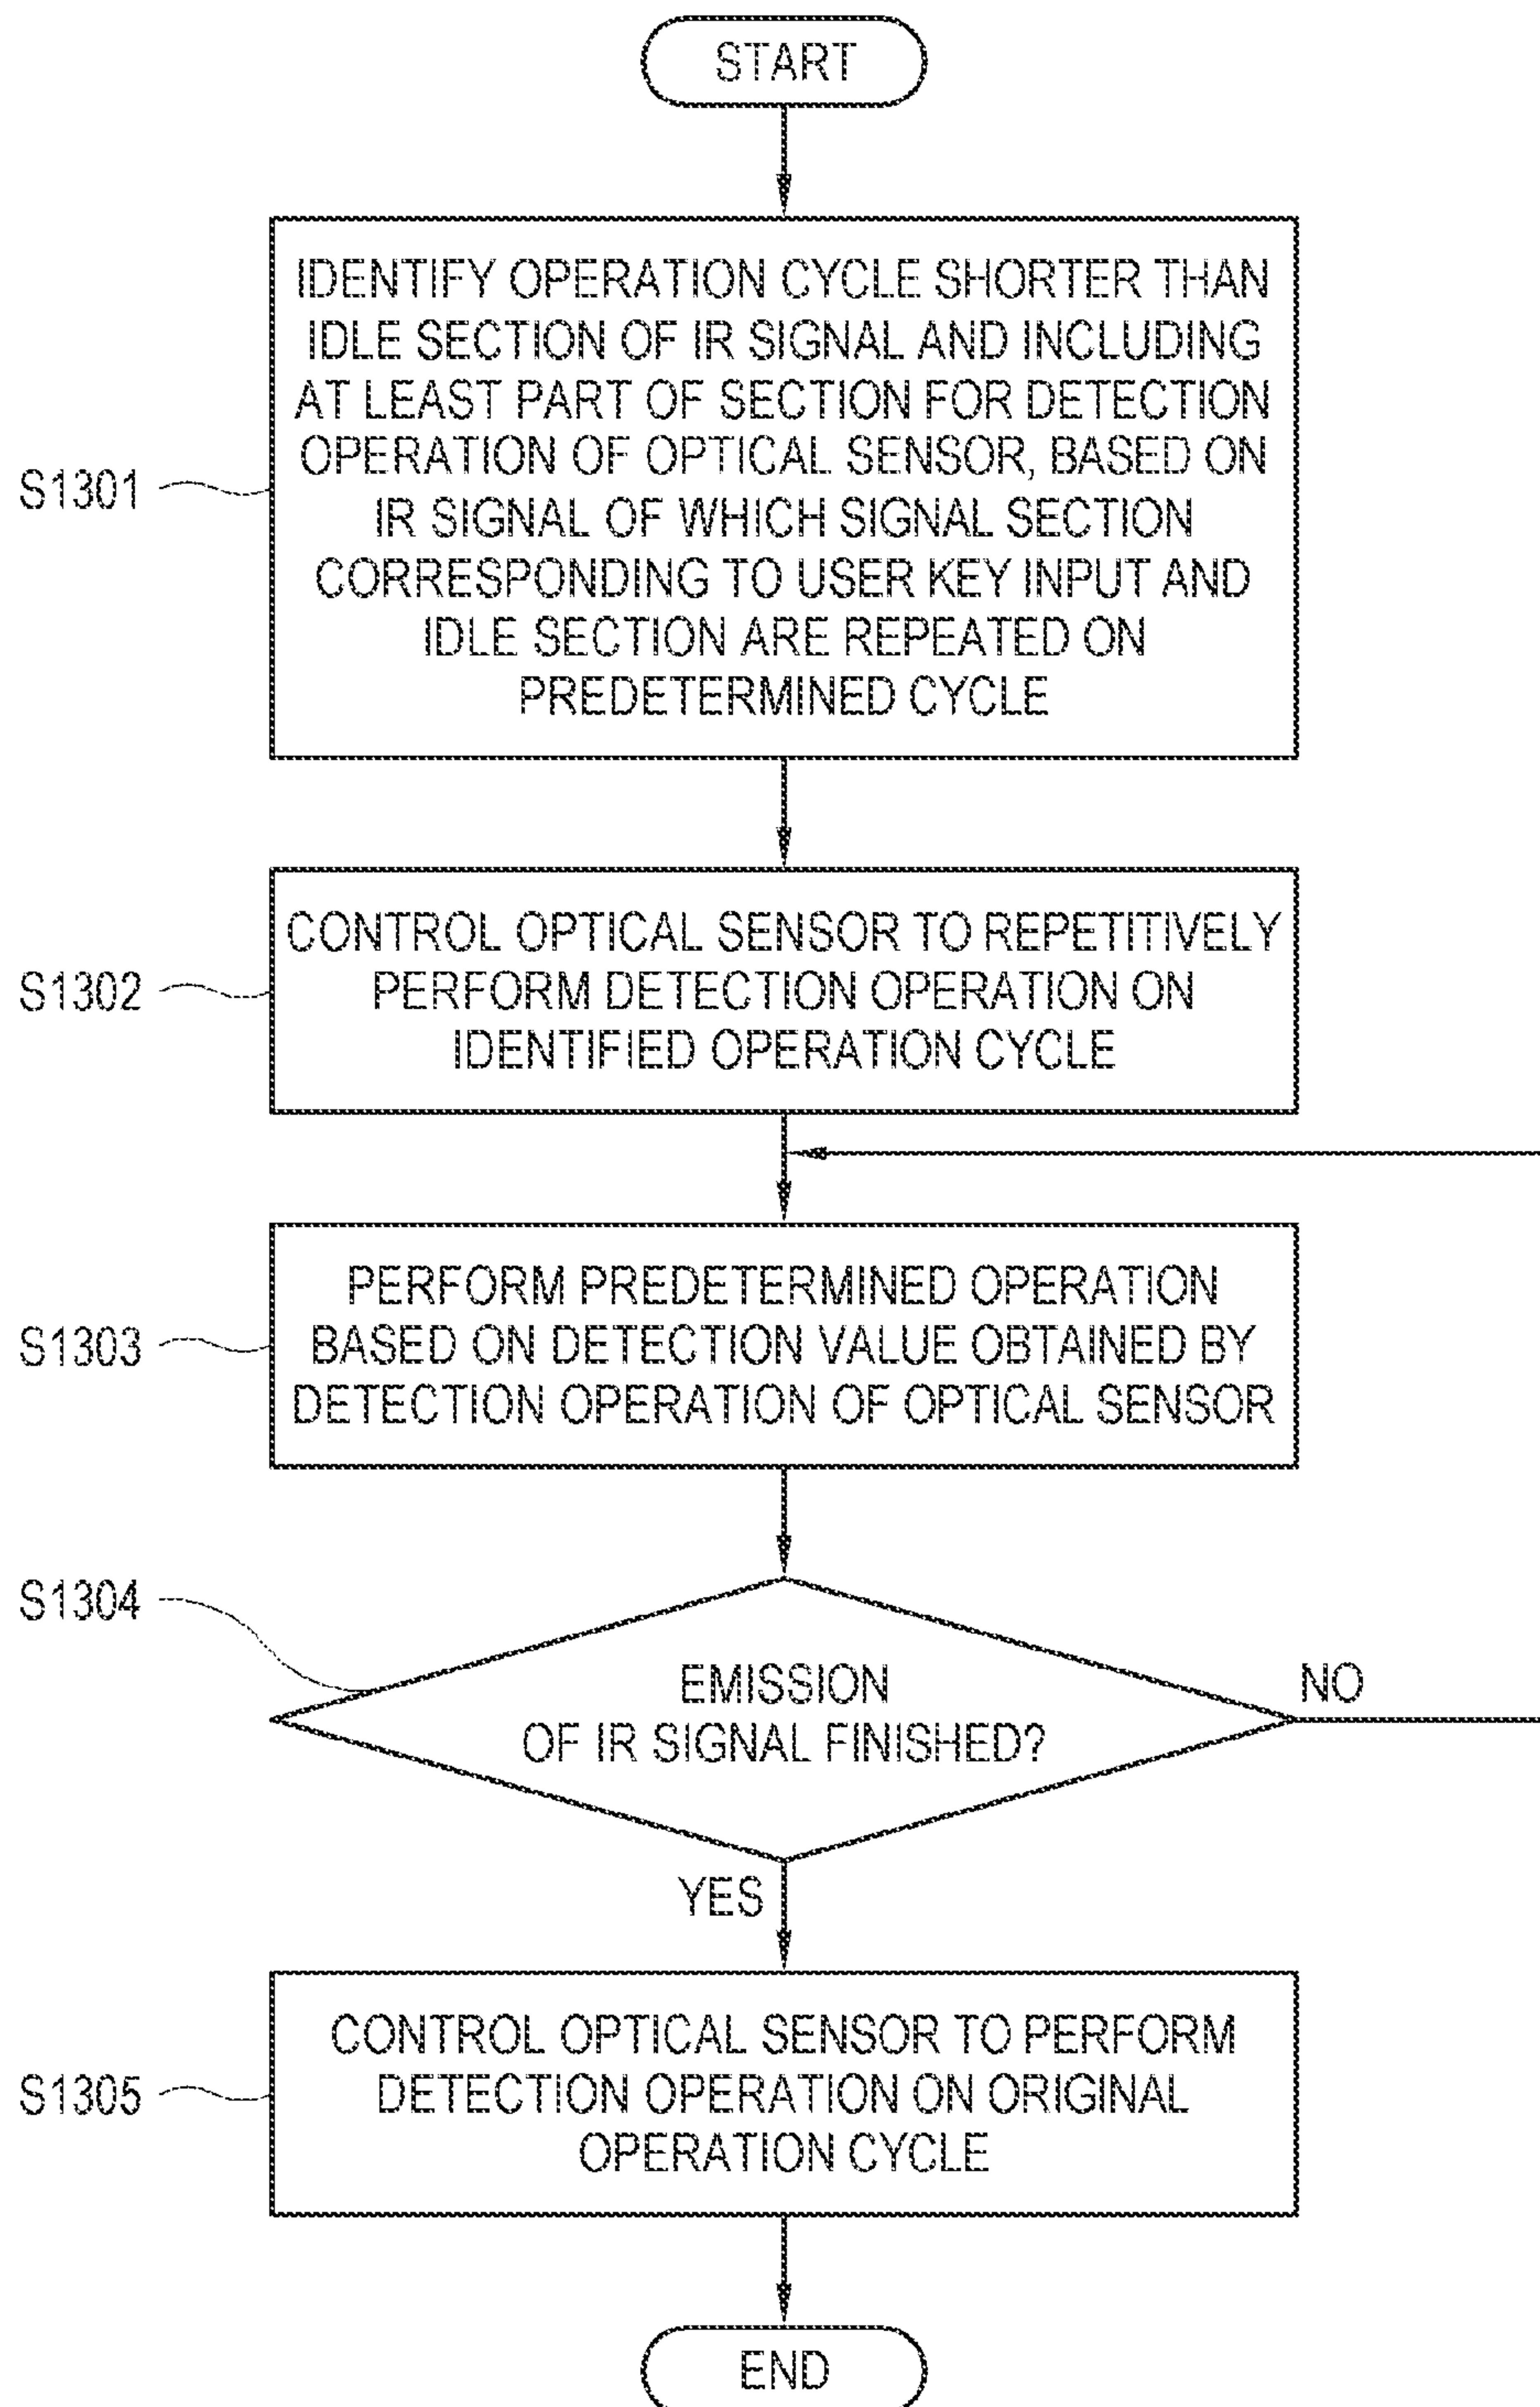 START
IDENTIFY OPERATION CYCLE SHORTER THAN
IDLE SECTION OF IR SIGNAL AND INCLUDING
AT LEAST PART OF SECTION FOR DETECTION
OPERATION OF OPTICAL SENSOR, BASED ON
IR SIGNAL OF WHICH SIGNAL SECTION
CORRESPONDING TO USER KEY INPUT AND
IDLE SECTION ARE REPEATED ON
PREDETERMINED CYCLE
S1301
CONTROL OPTICAL SENSOR TO REPETITIVELY
PERFORM DETECTION OPERATION ON
IDENTIFIED OPERATION CYCLE
S1302
PERFORM PREDETERMINED OPERATION
BASED ON DETECTION VALUE OBTAINED BY
DETECTION OPERATION OF OPTICAL SENSOR
S1303
S1304
EMISSION
OF IR SIGNAL FINISHED?
NO
YES
CONTROL OPTICAL SENSOR TO PERFORM
DETECTION OPERATION ON ORIGINAL
OPERATION CYCLE
S1305
END